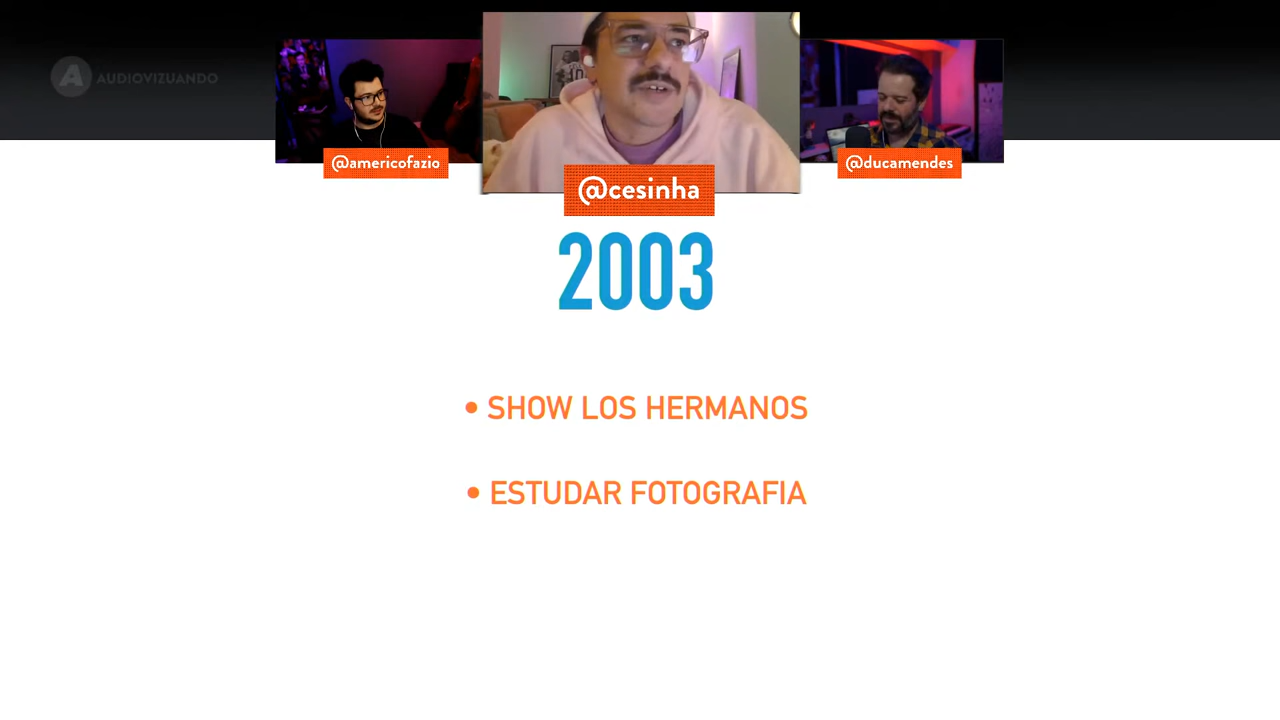 AUDIOVIZUANDO
@americofazio
@cesinha
@ducamendes
2003
• SHOW LOS HERMANOS
• ESTUDAR FOTOGRAFIA